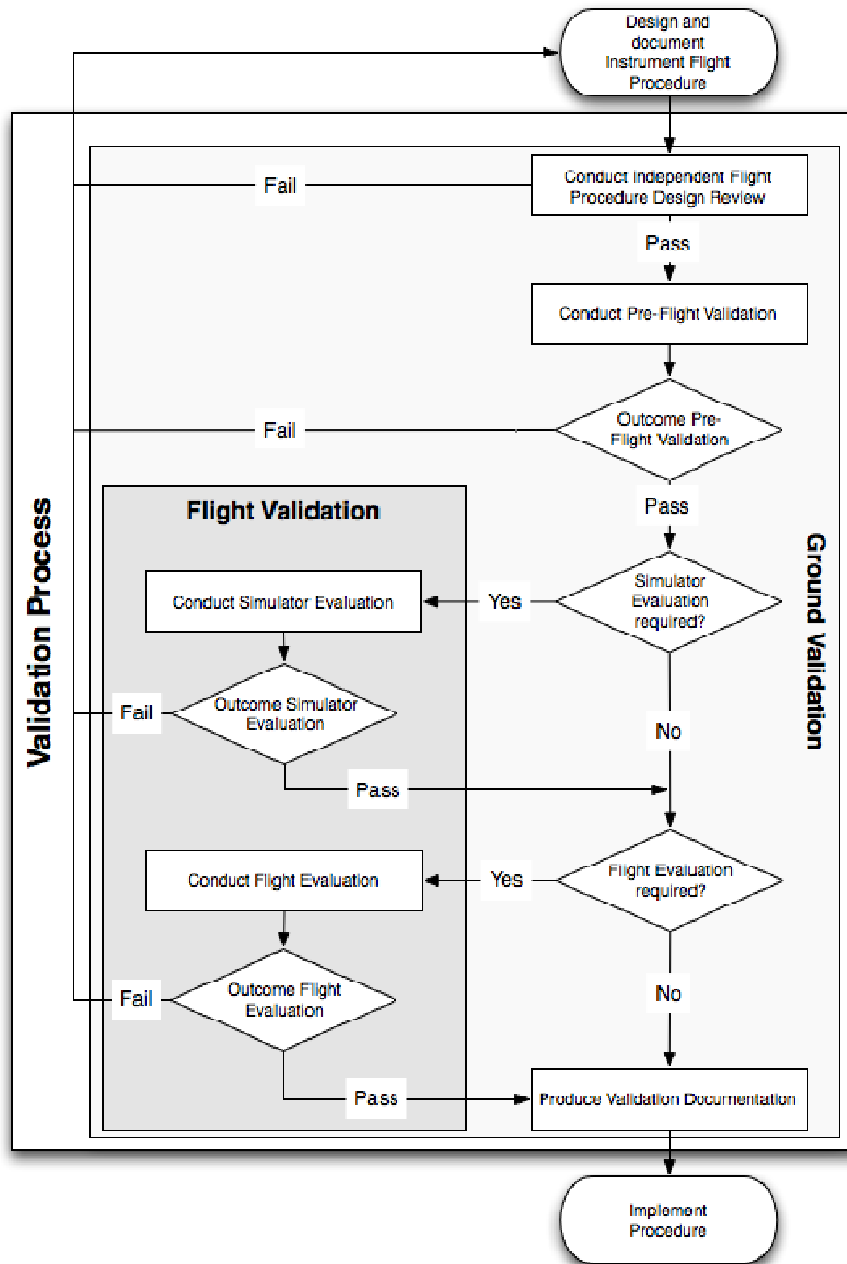 Design and
document
Instrument Flight
Procedure
Fail
Conduct Independent Flight
Procedure Design Review
Pass
Conduct Pre-Flight Validation
Fail
Outcome Pre-
Flight Validation
Pass
Validation Process
Flight Validation
Ground Validation
Conduct Simulator Evaluation
Yes
Simulator
Evaluation
required?
Fail
Outcome Simulator
Evaluation
No
Pass
Conduct Flight Evaluation
Yes
Flight Evaluation
required?
Fail
Outcome Flight
Evaluation
No
Pass
Produce Validation Documentation
Implement
Procedure